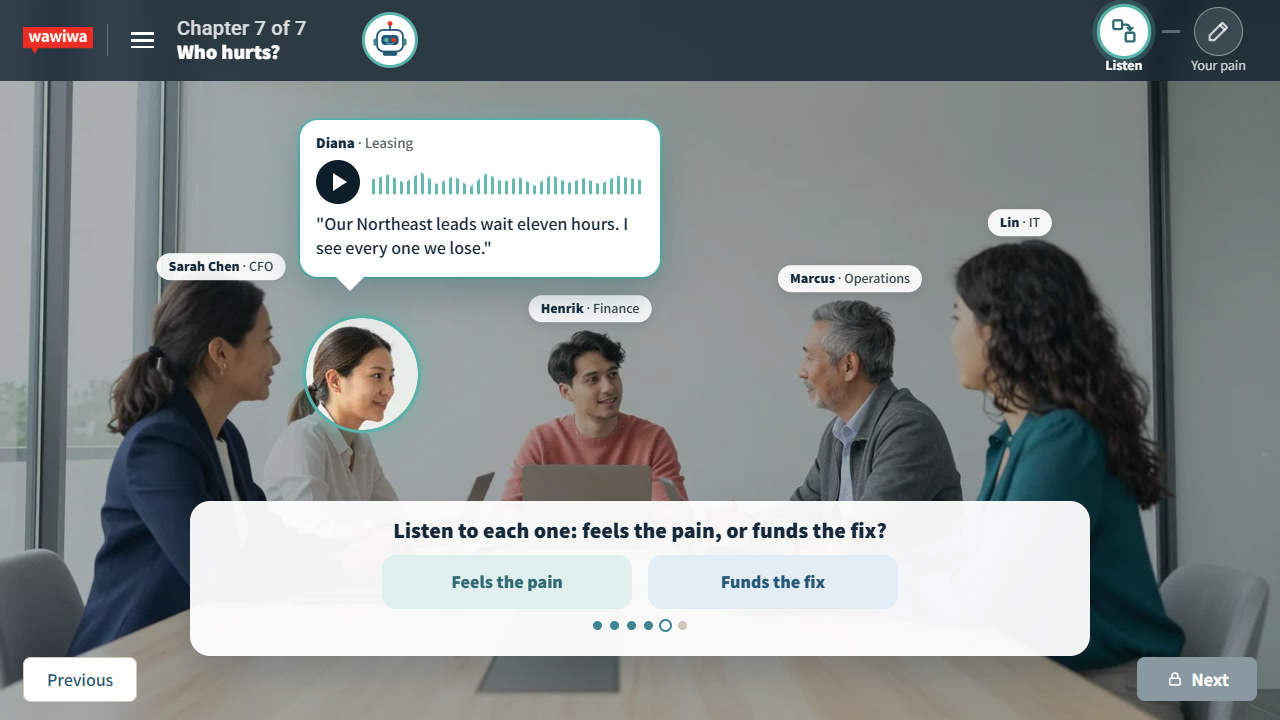 wawiwa
Chapter 7 of 7
Who hurts?
Listen
Your pain
Diana · Leasing
"Our Northeast leads wait eleven hours. I
see every one we lose."
Sarah Chen · CFO
Henrik · Finance
Marcus · Operations
Lin · IT
Listen to each one: feels the pain, or funds the fix?
Feels the pain
Funds the fix
Previous
Next